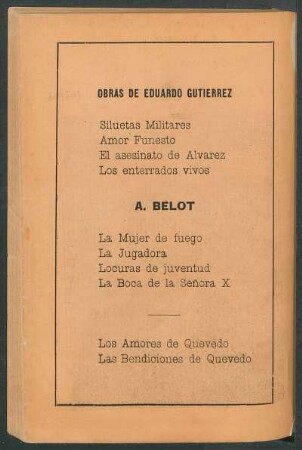 OBRAS DE EDUARDO GUTIERREZ
Siluetas Militares
Amor Funesto
El asesinato de Alvarez
Los enterrados vivos
A. BELOT
La Mujer de fuego
La Jugadora
Locuras de juventud
La Boca de la Señora X
Los Amores de Quevedo
Las Bendiciones de Quevedo